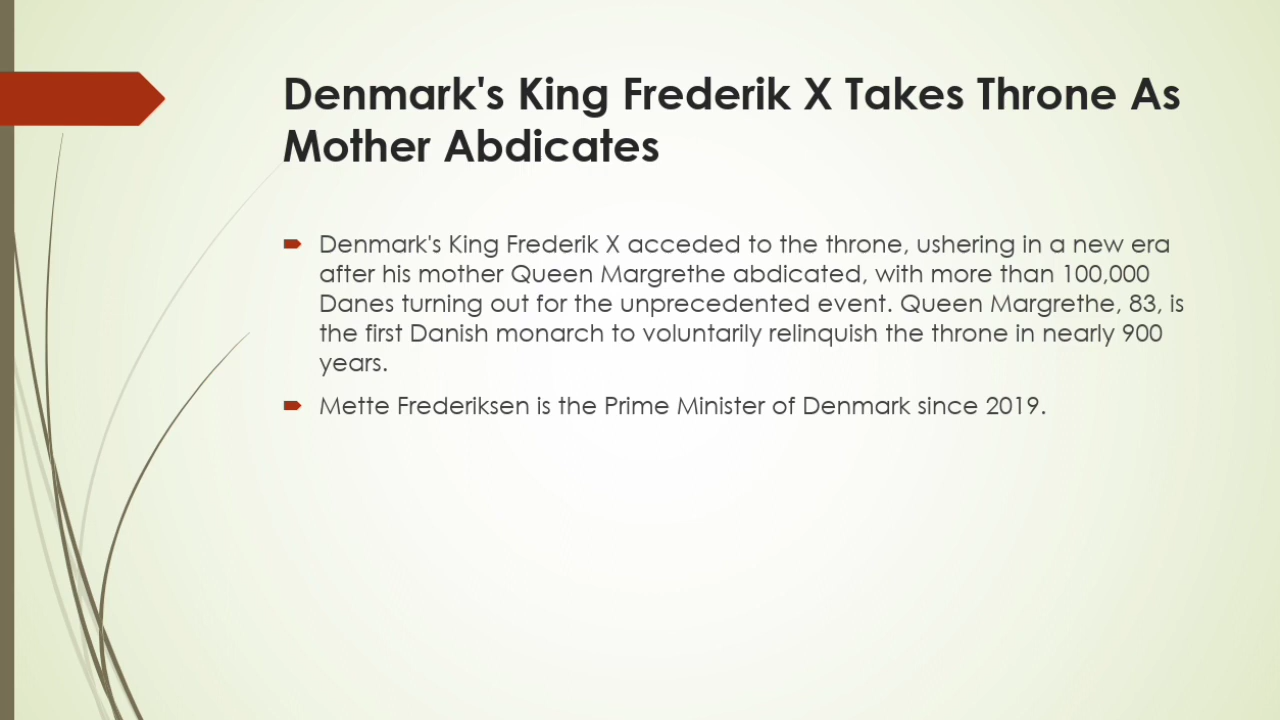 Denmark's King Frederik X Takes Throne As
Mother Abdicates
Denmark's King Frederik X acceded to the throne, ushering in a new era
after his mother Queen Margrethe abdicated, with more than 100,000
Danes turning out for the unprecedented event. Queen Margrethe, 83, is
the first Danish monarch to voluntarily relinquish the throne in nearly 900
years.
Mette Frederiksen is the Prime Minister of Denmark since 2019.